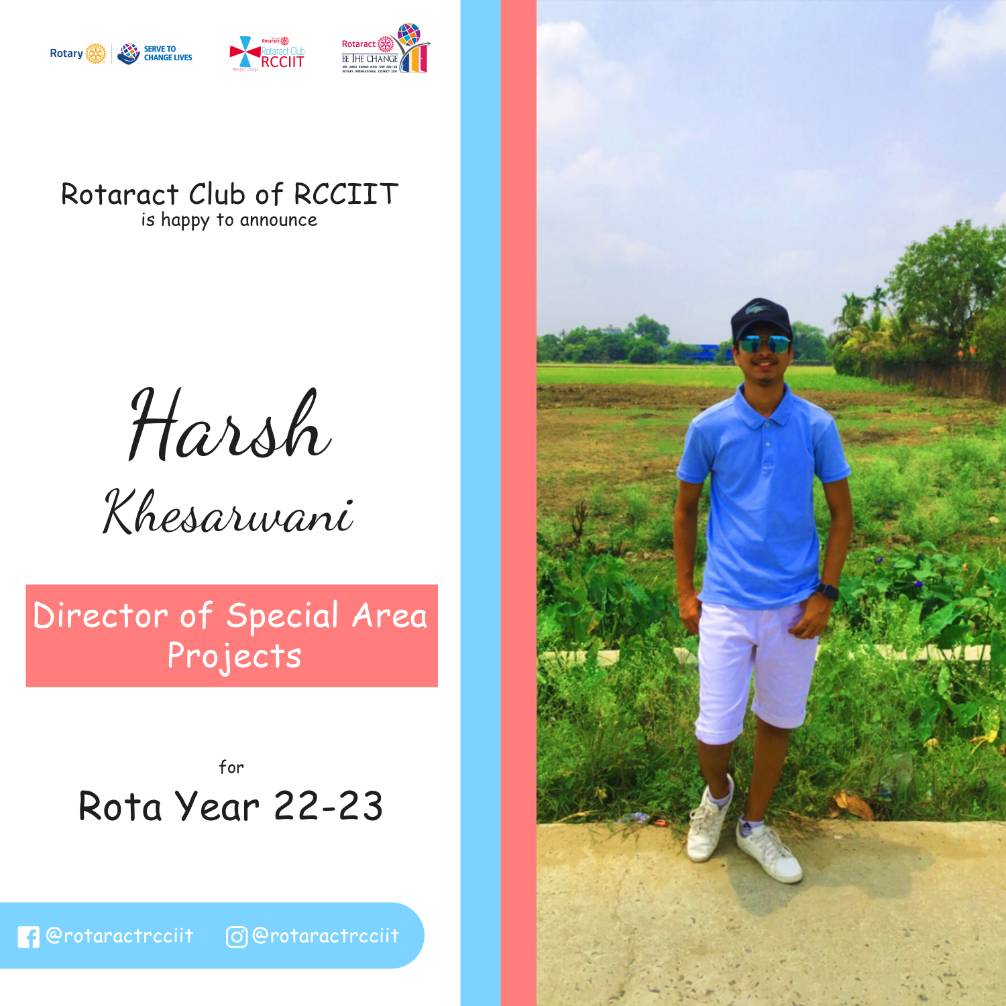 Rotary
SERVE TO
CHANGE LIVES
Rotaract
Rotaract Club
RCCIIT
Rotaract
BE THE CHANGE
Rotaract Club of RCCIIT
is happy to announce
Harsh
Khesarwani
Director of Special Area
Projects
for
Rota Year 22-23
@rotaractrcciit
@rotaractrcciit